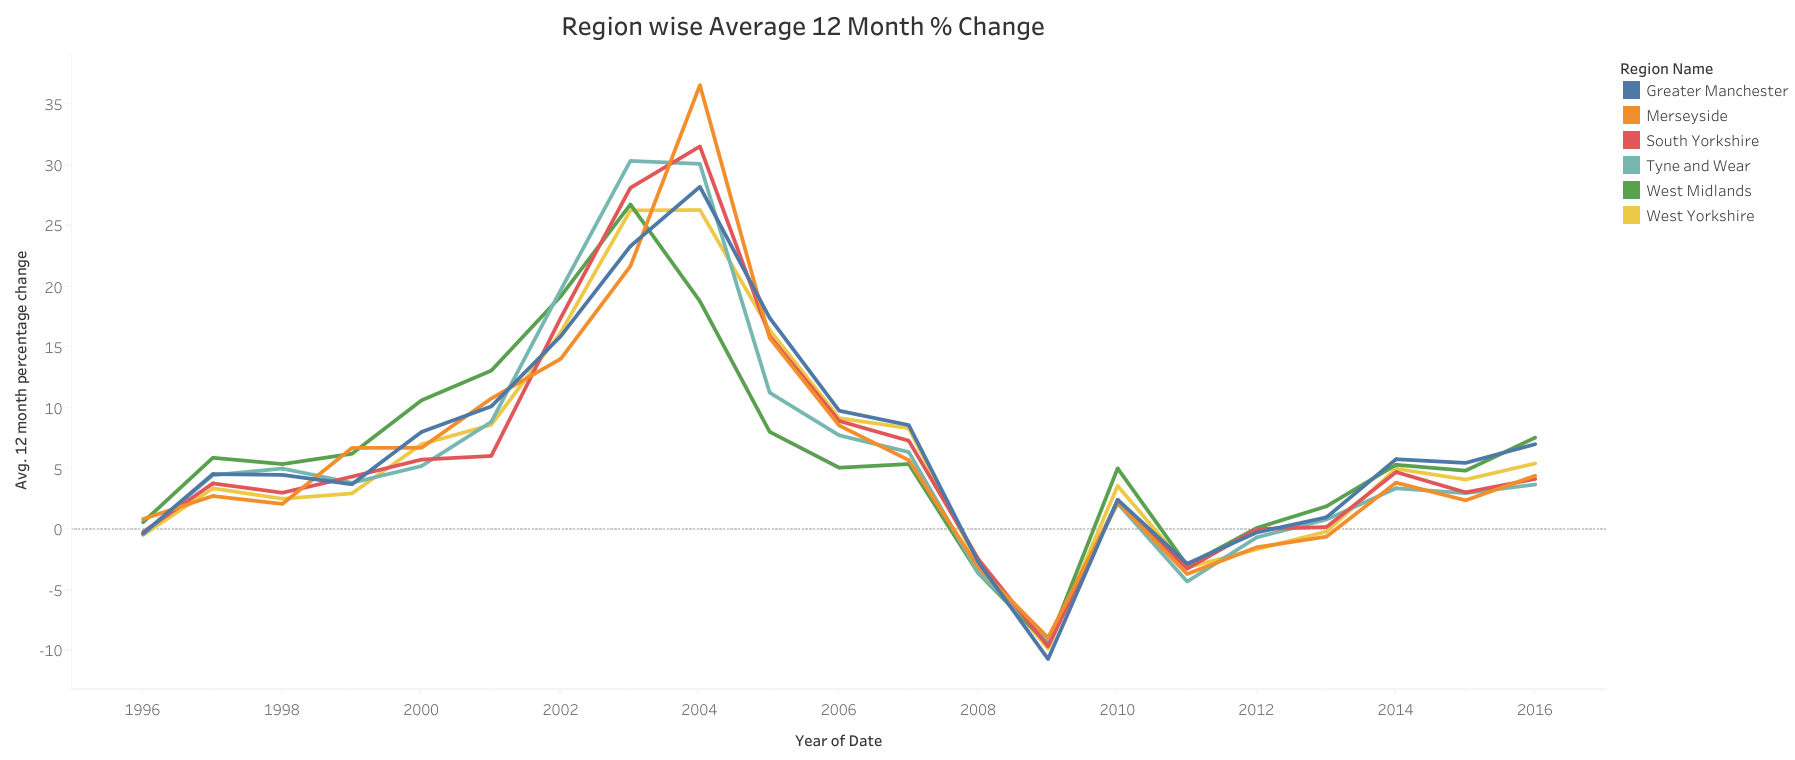 Region wise Average 12 Month % Change
Region Name
Greater Manchester
Merseyside
South Yorkshire
Tyne and Wear
West Midlands
West Yorkshire
Avg. 12 month percentage change
35
30
25
20
15
10
5
0
-5
-10
1996 1998 2000 2002 2004 2006 2008 2010 2012 2014 2016
Year of Date